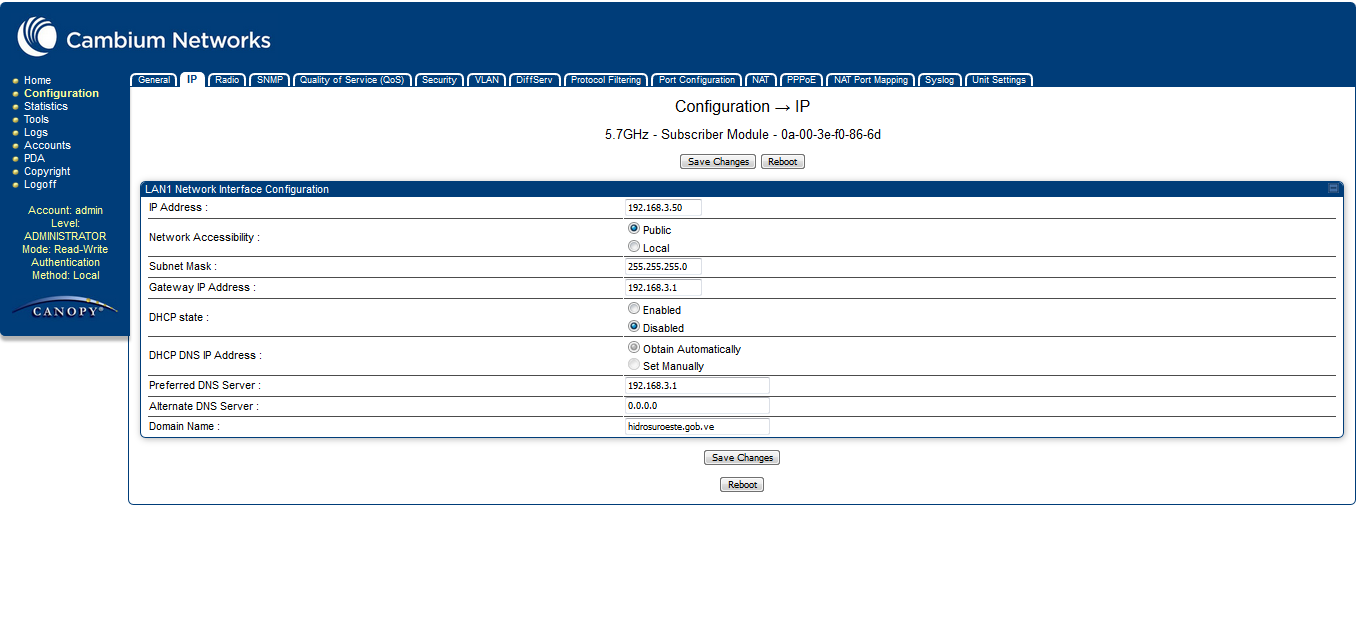 Cambium Networks
Home
Configuration
Statistics
Tools
Logs
Accounts
PDA
Copyright
Logoff
Account: admin
Level:
ADMINISTRATOR
Mode: Read-Write
Authentication
Method: Local
CANOPY®
General IP Radio SNMP Quality of Service (QoS) Security VLAN DiffServ Protocol Filtering Port Configuration NAT PPPoE NAT Port Mapping Syslog Unit Settings
Configuration → IP
5.7GHz - Subscriber Module - 0a-00-3e-f0-86-6d
Save Changes Reboot
LAN1 Network Interface Configuration
IP Address : 192.168.3.50
Network Accessibility : Public
Local
Subnet Mask : 255.255.255.0
Gateway IP Address : 192.168.3.1
DHCP state : Enabled
Disabled
DHCP DNS IP Address : Obtain Automatically
Set Manually
Preferred DNS Server : 192.168.3.1
Alternate DNS Server : 0.0.0.0
Domain Name : hidrosuroeste.gob.ve
Save Changes
Reboot